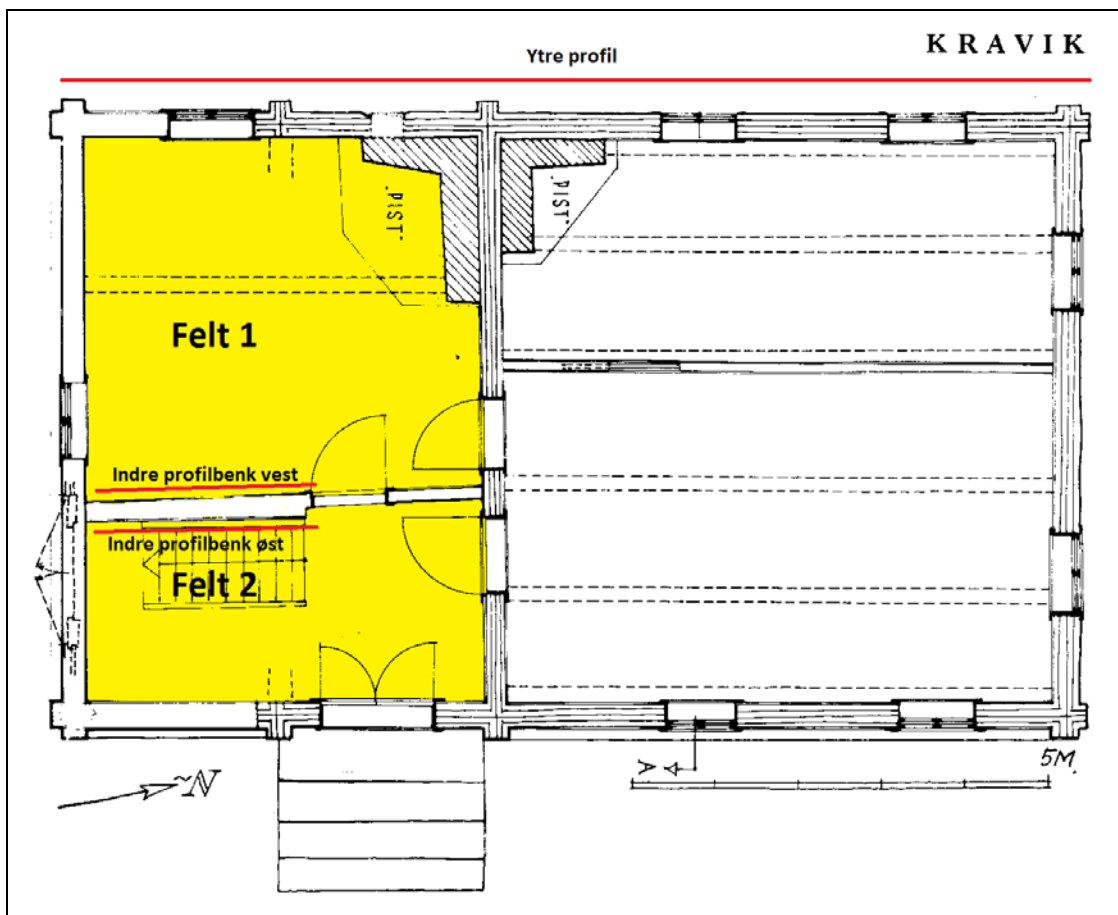 KRAVIK
Ytre profil
PIST
PIST
Felt 1
Indre profilbenk vest
Indre profilbenk øst
Felt 2
N
A
5M.